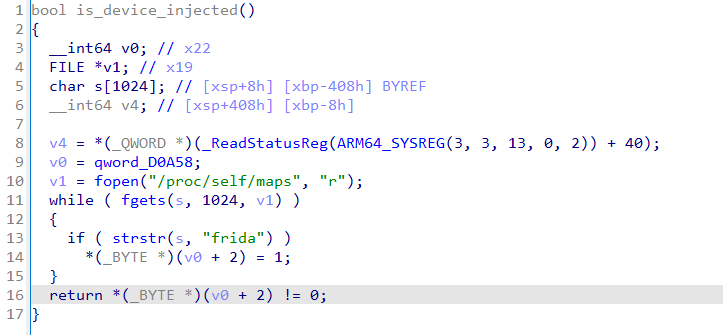 1 bool is_device_injected()
2 {
3   __int64 v0; // x22
4   FILE *v1; // x19
5   char s[1024]; // [xsp+8h] [xbp-408h] BYREF
6   __int64 v4; // [xsp+408h] [xbp-8h]
7
8   v4 = *(_QWORD *)(_ReadStatusReg(ARM64_SYSREG(3, 3, 13, 0, 2)) + 40);
9   v0 = qword_D0A58;
10   v1 = fopen("/proc/self/maps", "r");
11   while ( fgets(s, 1024, v1) )
12   {
13     if ( strstr(s, "frida") )
14       *(_BYTE *)(v0 + 2) = 1;
15   }
16   return *(_BYTE *)(v0 + 2) != 0;
17 }